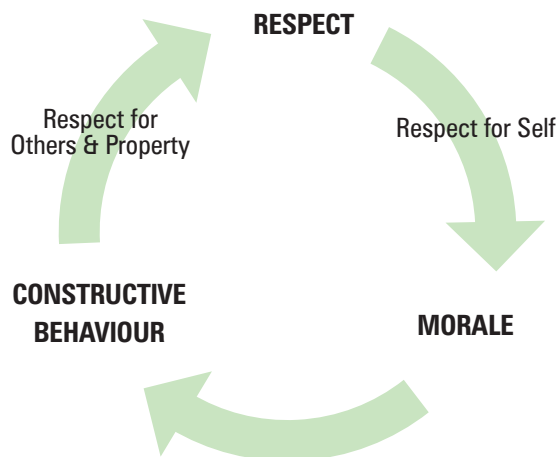 RESPECT
Respect for
Others & Property
Respect for Self
CONSTRUCTIVE
BEHAVIOUR
MORALE